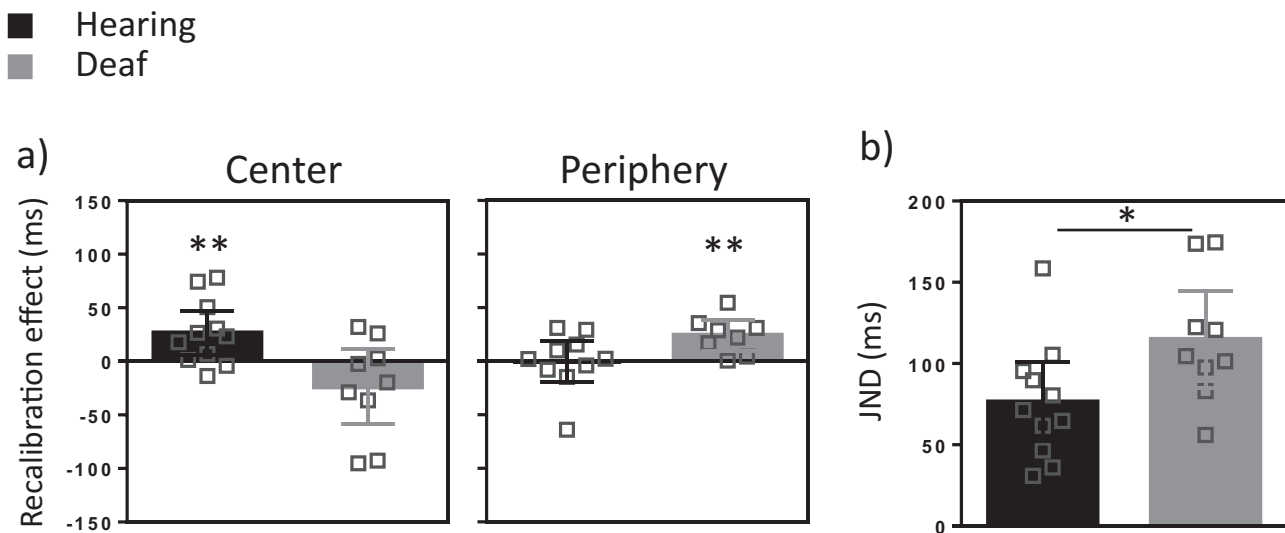 Hearing
Deaf
a)
Center
Periphery
Recalibration effect (ms)
150
100
50
0
-50
-100
-150
**
**
b)
JND (ms)
200
150
100
50
0
*